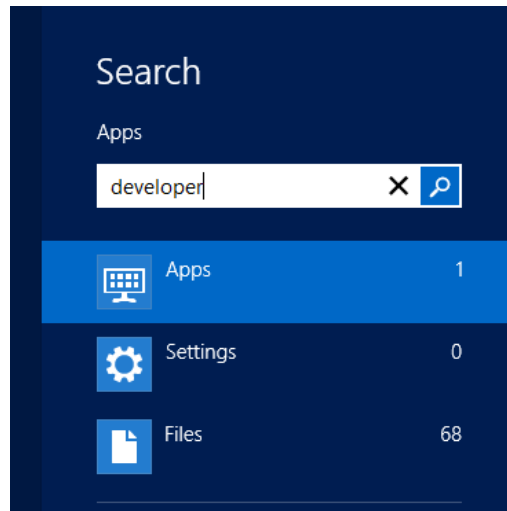 Search
Apps
developer
Apps 1
Settings 0
Files 68